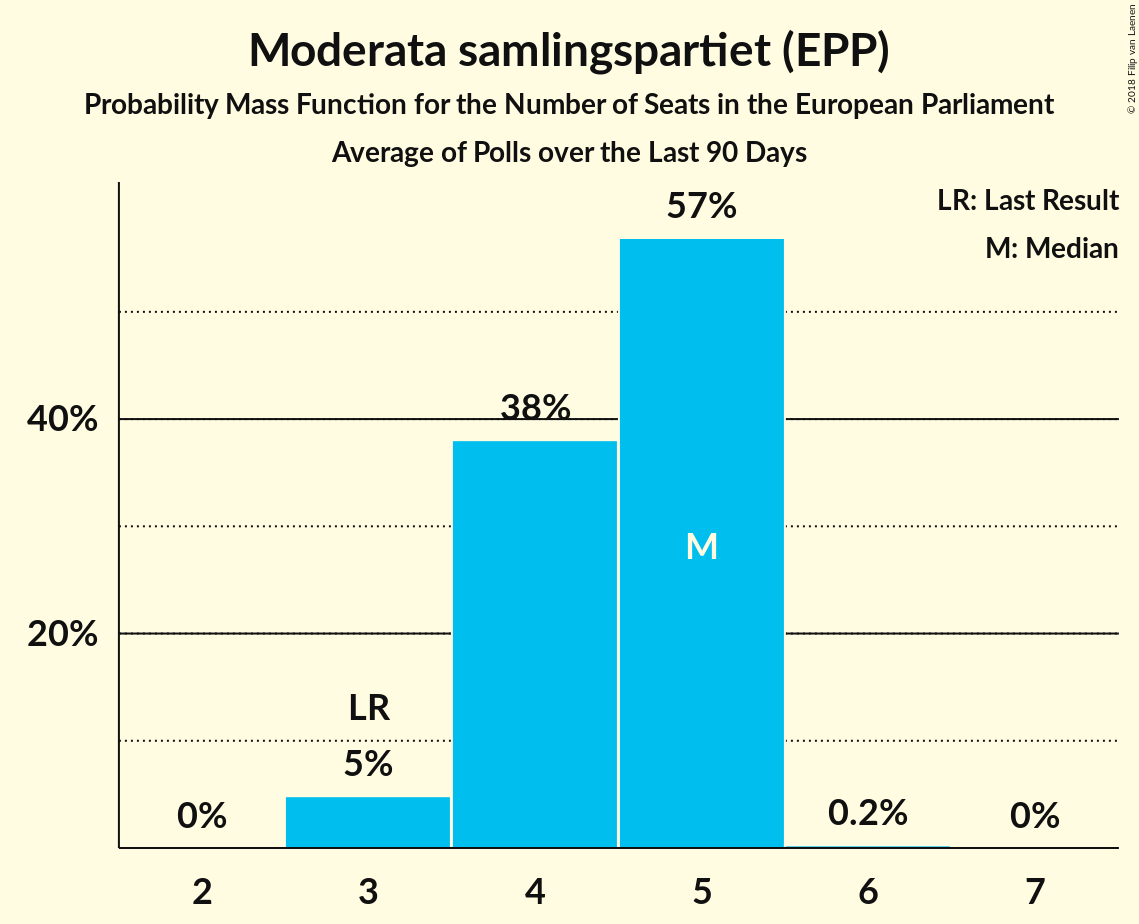 Moderata samlingspartiet (EPP)
Probability Mass Function for the Number of Seats in the European Parliament
Average of Polls over the Last 90 Days
© 2018 Filip van Laenen
LR: Last Result
M: Median
57%
38%
40%
M
20%
LR
5%
0%
0.2%
0%
2 3 4 5 6 7